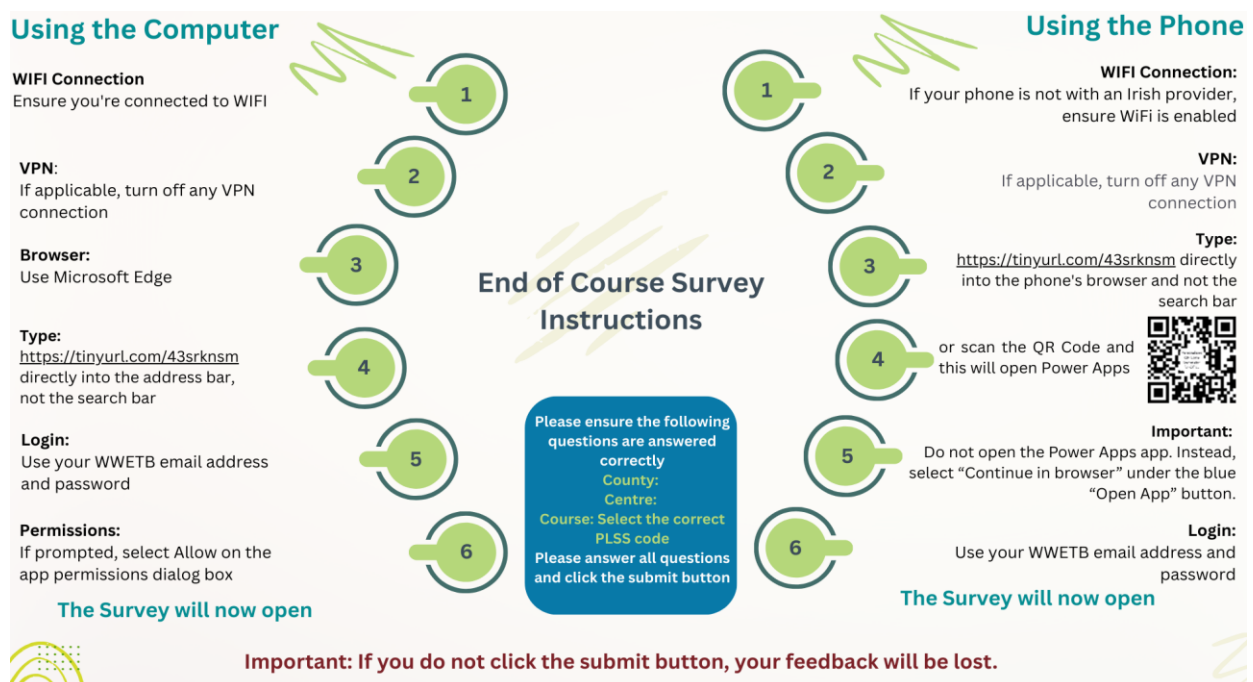 Using the Computer
WIFI Connection
Ensure you're connected to WIFI
1
VPN:
If applicable, turn off any VPN
connection
2
Browser:
Use Microsoft Edge
3
Type:
https://tinyurl.com/43srknsm
directly into the address bar,
not the search bar
4
Login:
Use your WWETB email address
and password
5
Permissions:
If prompted, select Allow on the
app permissions dialog box
6
The Survey will now open
End of Course Survey
Instructions
Please ensure the following
questions are answered
correctly
County:
Centre:
Course: Select the correct
PLSS code
Please answer all questions
and click the submit button
Using the Phone
1
WIFI Connection:
If your phone is not with an Irish provider,
ensure WiFi is enabled
2
VPN:
If applicable, turn off any VPN
connection
3
Type:
https://tinyurl.com/43srknsm directly
into the phone's browser and not the
search bar
4
or scan the QR Code and
this will open Power Apps
5
Important:
Do not open the Power Apps app. Instead,
select “Continue in browser” under the blue
“Open App” button.
6
Login:
Use your WWETB email address and
password
The Survey will now open
Important: If you do not click the submit button, your feedback will be lost.